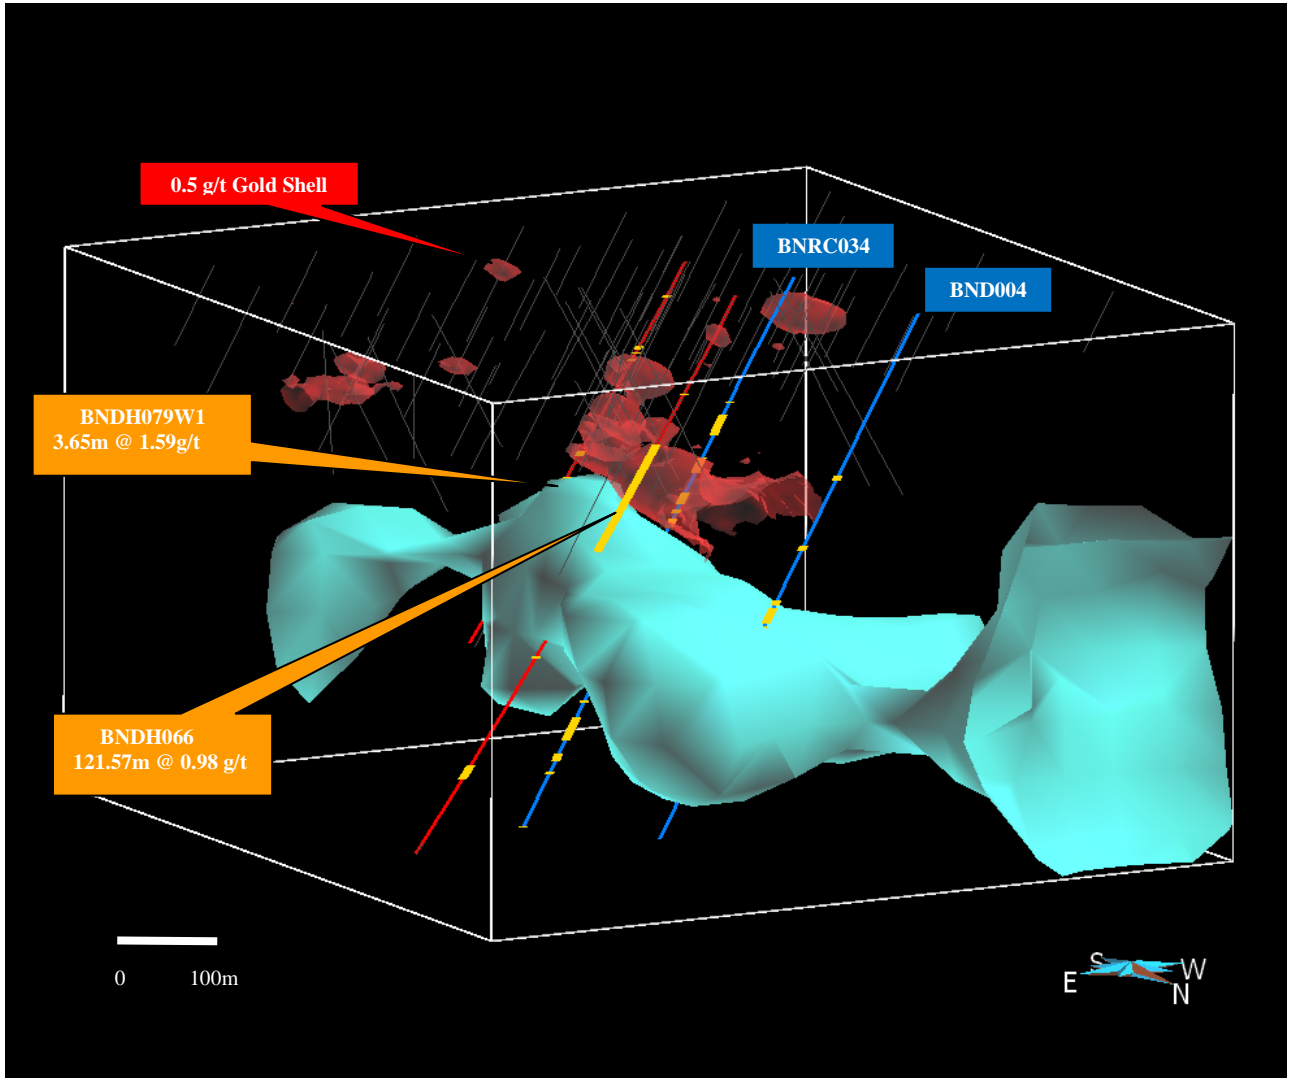 0.5 g/t Gold Shell
BNRC034
BND004
BNDH079W1
3.65m @ 1.59g/t
BNDH066
121.57m @ 0.98 g/t
0 100m
S
W
E
N